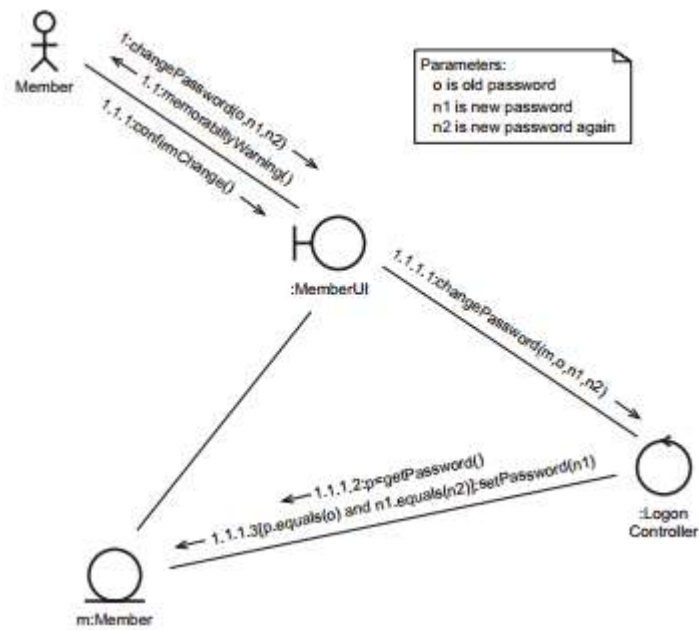 1:changePassword(o,n1,n2)
1.1:memorabilityWarning()
1.1.1:confirmChange()
Member
Parameters:
o is old password
n1 is new password
n2 is new password again
:MemberUI
1.1.1.1:changePassword(m,o,n1,n2)
1.1.1.2:p=getPassword()
1.1.1.3[p.equals(o) and n1.equals(n2)]:setPassword(n1)
:Logon
Controller
m:Member